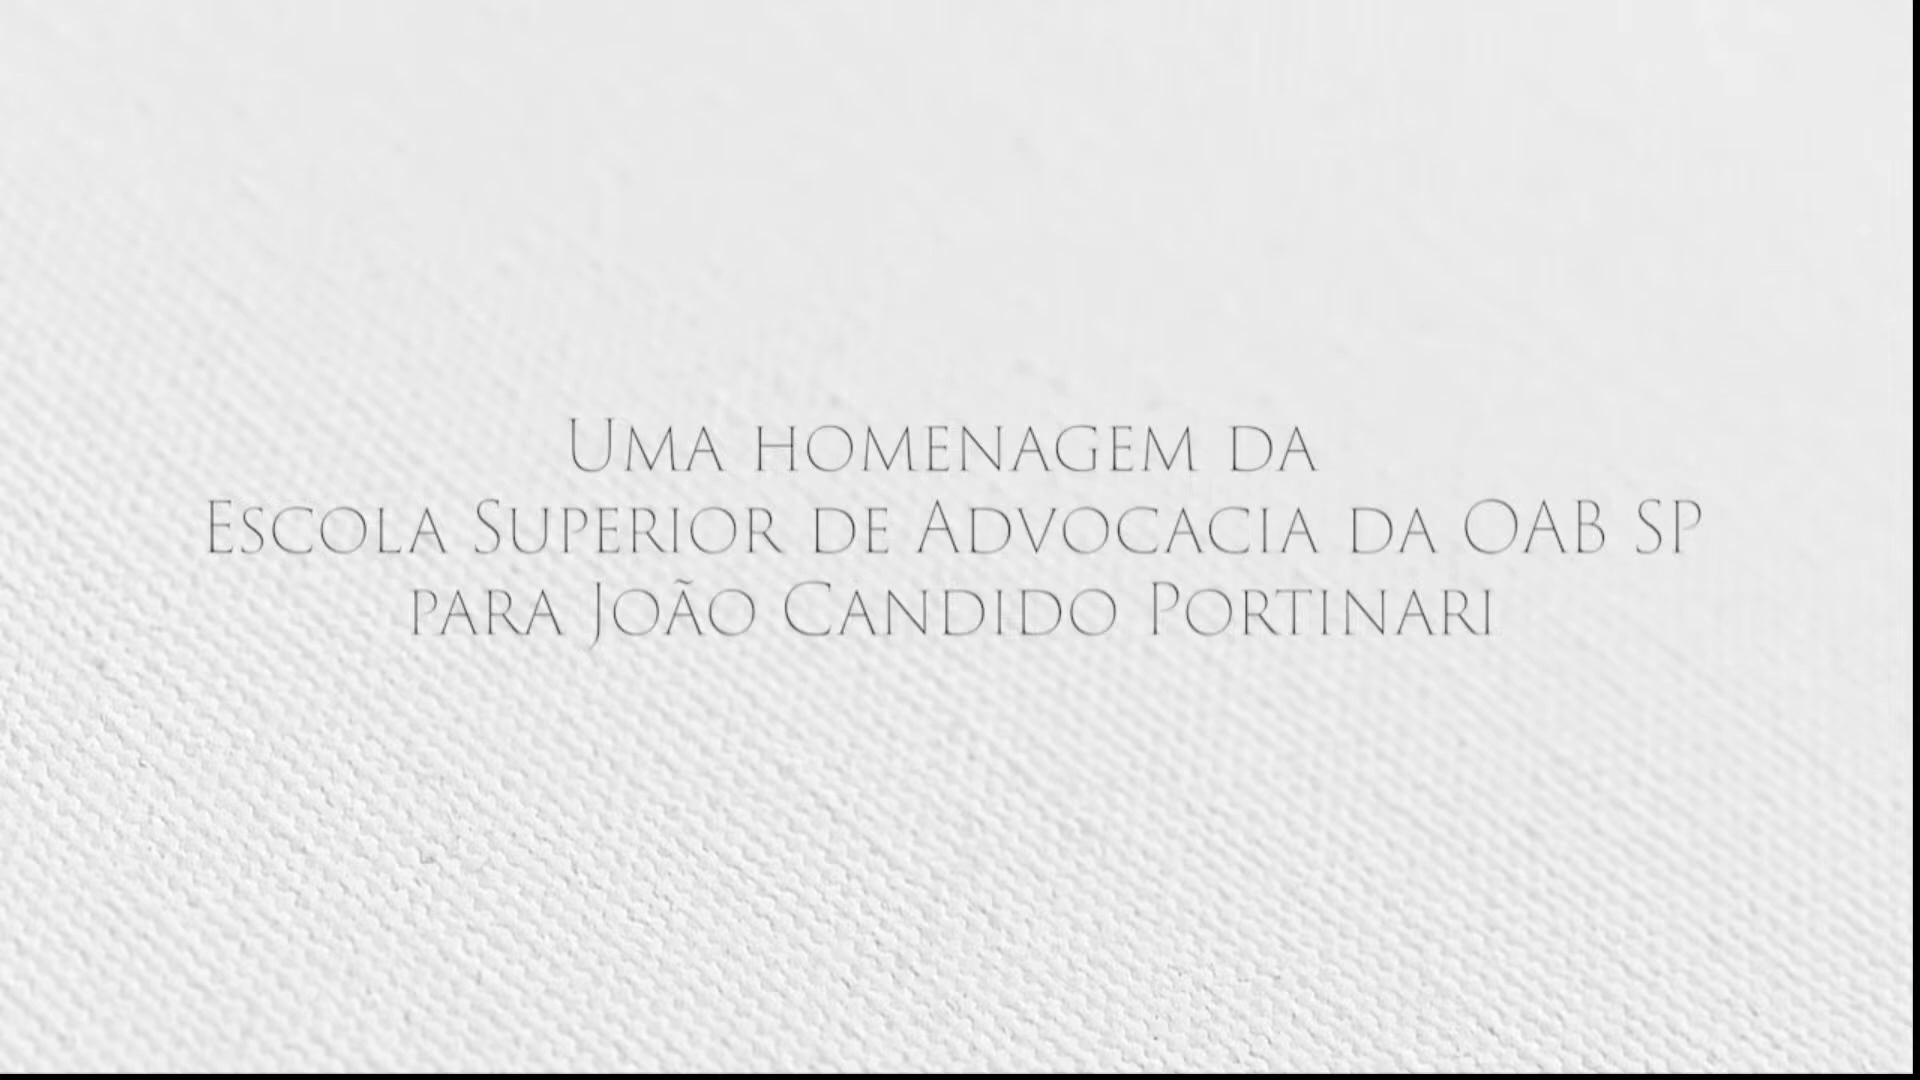 Uma homenagem da
Escola Superior de Advocacia da OAB SP
para João Candido Portinari